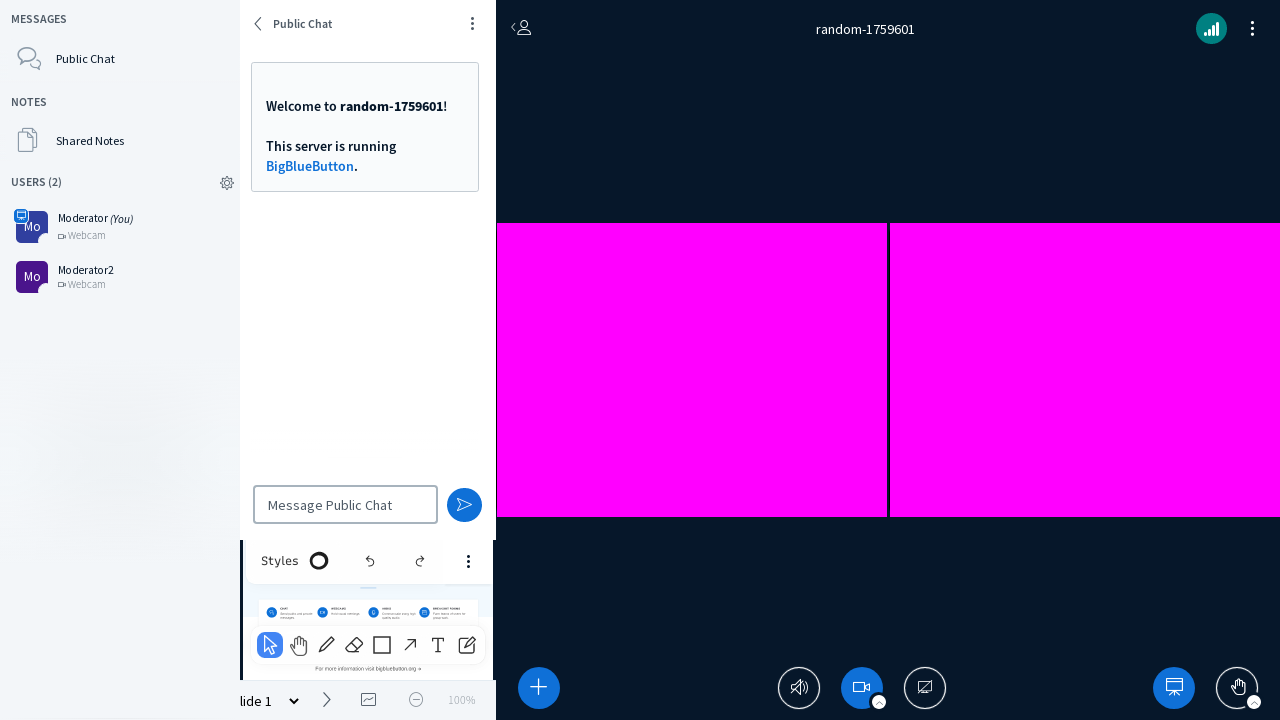 MESSAGES
Public Chat
NOTES
Shared Notes
USERS (2)
Mo
Moderator (You)
Webcam
Mo
Moderator2
Webcam
Public Chat
Welcome to random-1759601!
This server is running
BigBlueButton.
Message Public Chat
Styles
For more information visit bigbluebutton.org →
lide 1
100%
random-1759601